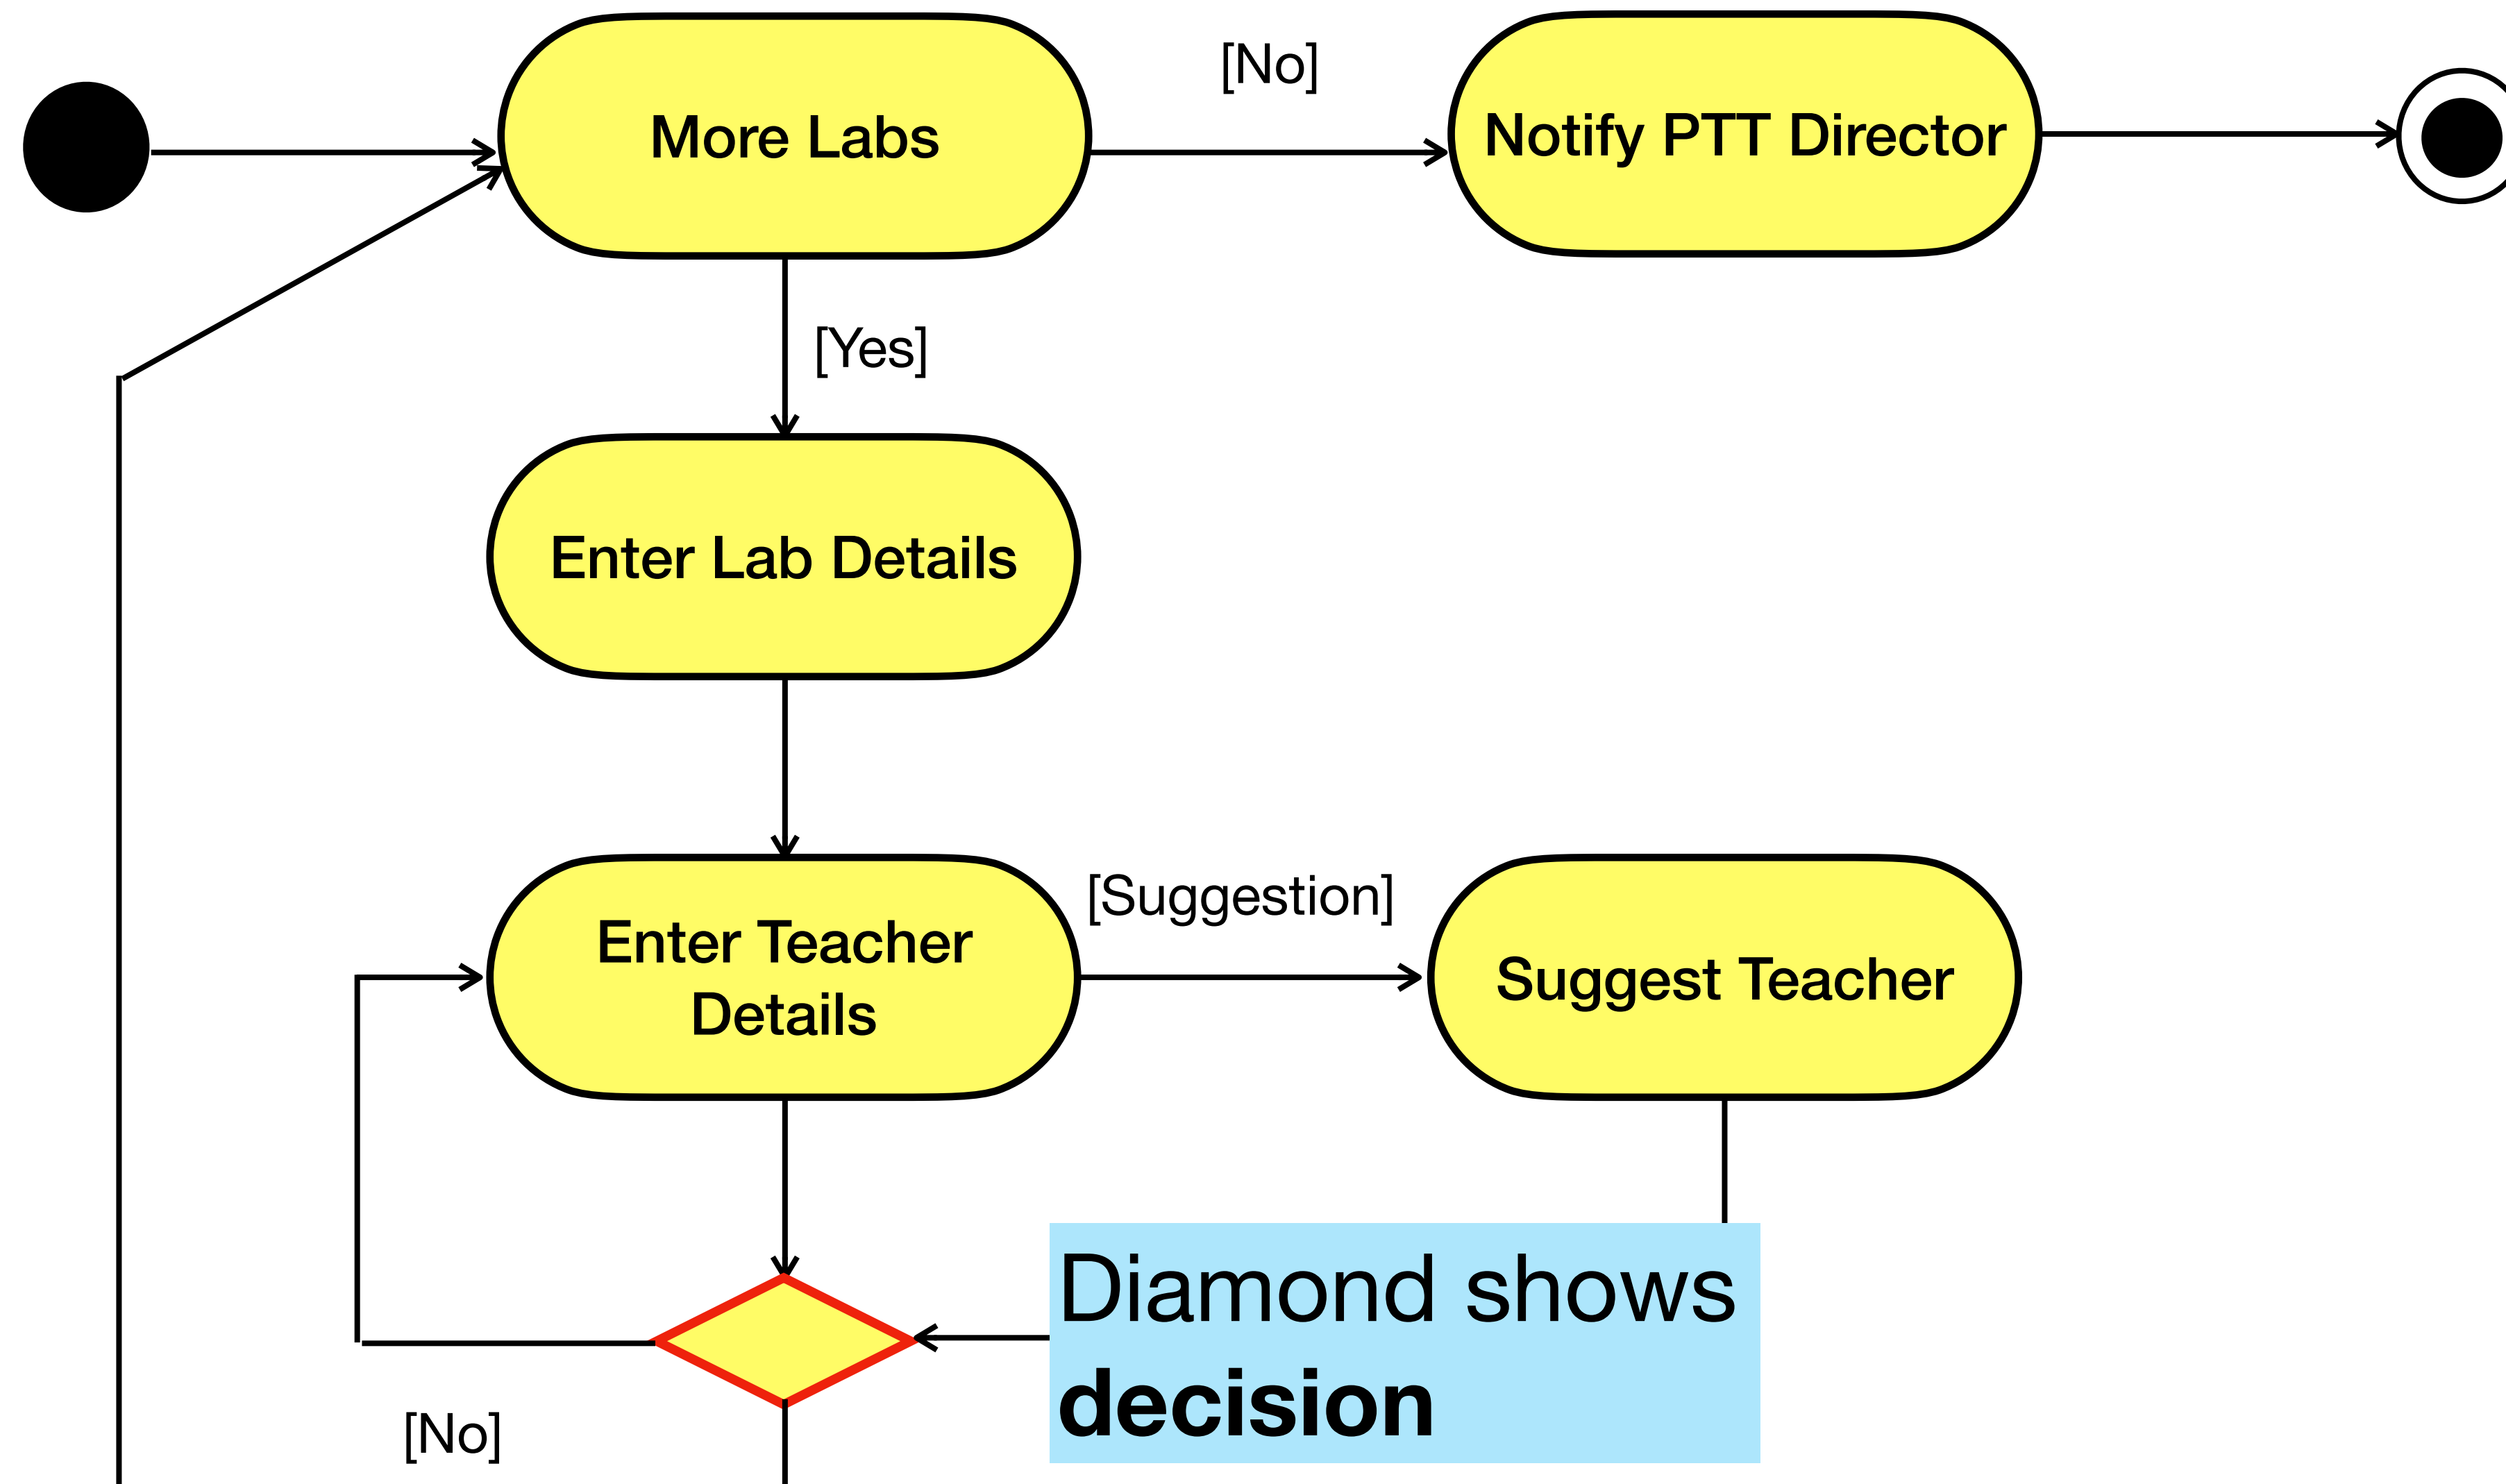 [No]
More Labs
Notify PTT Director
[Yes]
Enter Lab Details
[Suggestion]
Enter Teacher
Details
Suggest Teacher
Diamond shows
decision
[No]